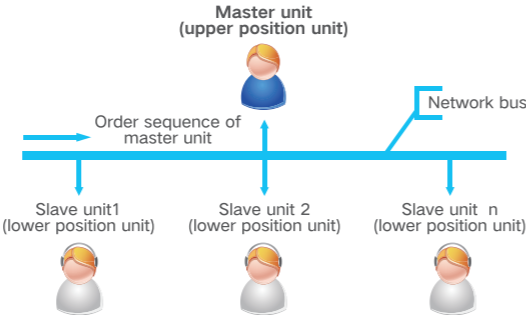 Master unit
(upper position unit)
Network bus
Order sequence of
master unit
Slave unit1
(lower position unit)
Slave unit 2
(lower position unit)
Slave unit n
(lower position unit)